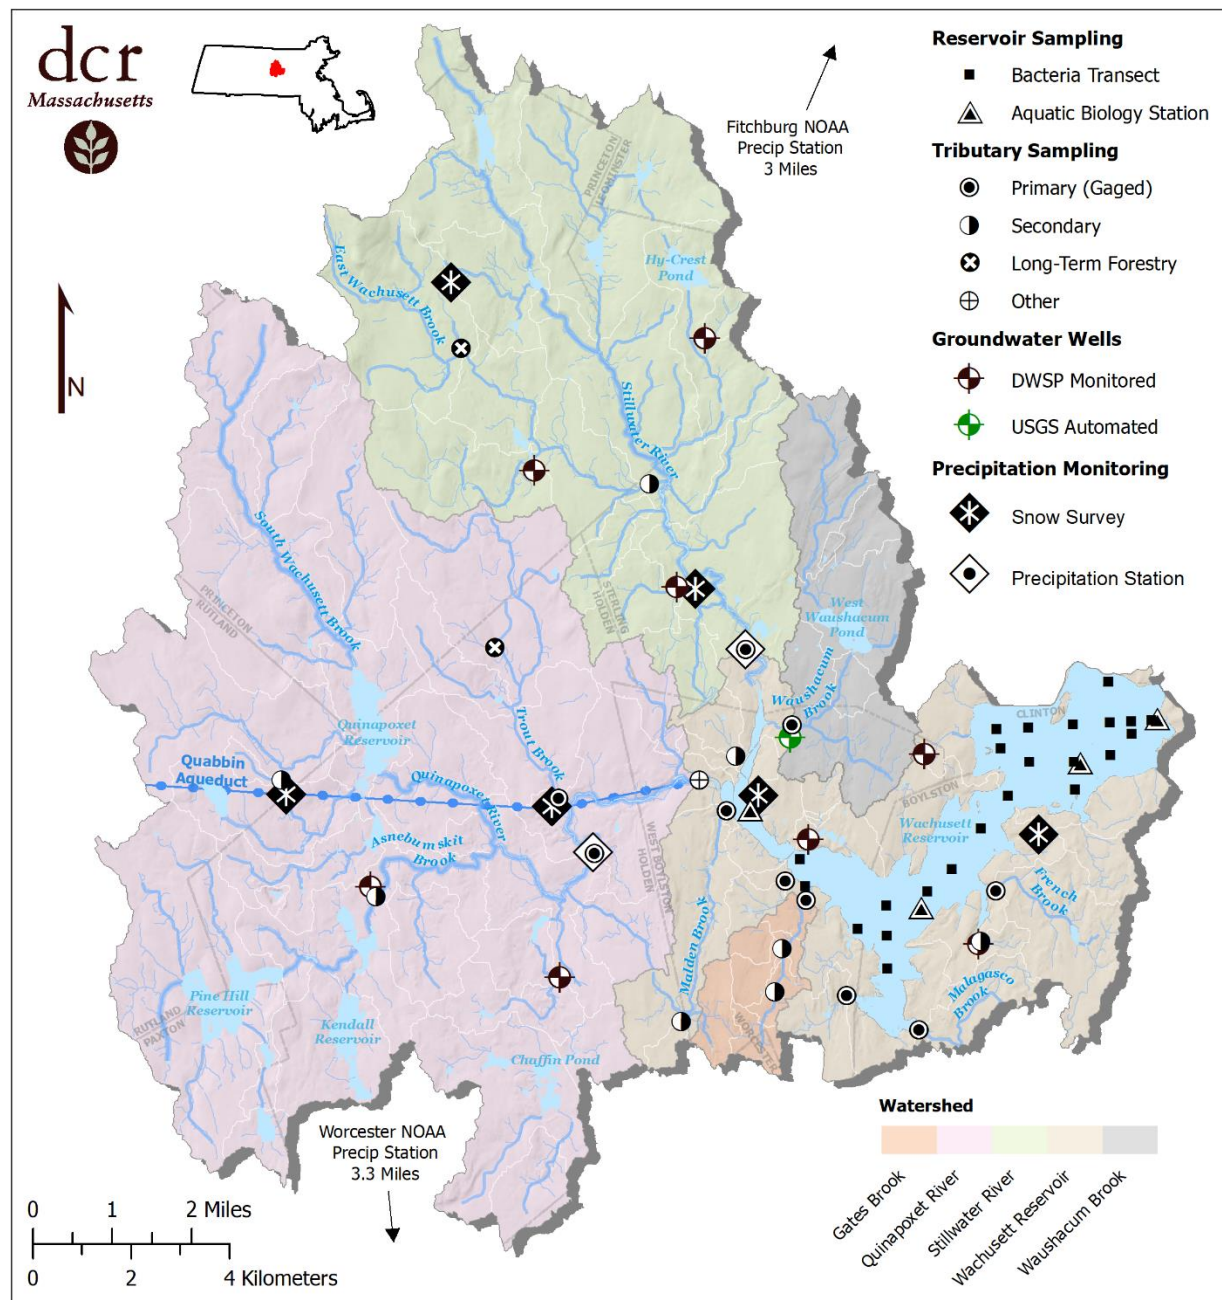 dcr
Massachusetts
N
Fitchburg NOAA
Precip Station
3 Miles
Reservoir Sampling
Bacteria Transect
Aquatic Biology Station
Tributary Sampling
Primary (Gaged)
Secondary
Long-Term Forestry
Other
Groundwater Wells
DWSP Monitored
USGS Automated
Precipitation Monitoring
Snow Survey
Precipitation Station
PRINCETON
LEOMINSTER
Hy-Crest
Pond
East Wachusett Brook
Stillwater River
South Wachusett Brook
PRINCETON
RUTLAND
STERLING
HOLDEN
West
Waushacum
Pond
Waushacum
Brook
Quinapoxet
Reservoir
Trout Brook
Quabbin
Aqueduct
Quinapoxet River
Asnebumskit
Brook
WEST BOYLSTON
HOLDEN
CLINTON
BOYLSTON
Wachusett
Reservoir
French
Brook
Malden Brook
Malagasco
Brook
WORCESTER
Pine Hill
Reservoir
RUTLAND
PAXTON
Kendall
Reservoir
Chaffin Pond
Worcester NOAA
Precip Station
3.3 Miles
Watershed
Gates Brook
Quinapoxet River
Stillwater River
Wachusett Reservoir
Waushacum Brook
0 1 2 Miles
0 2 4 Kilometers